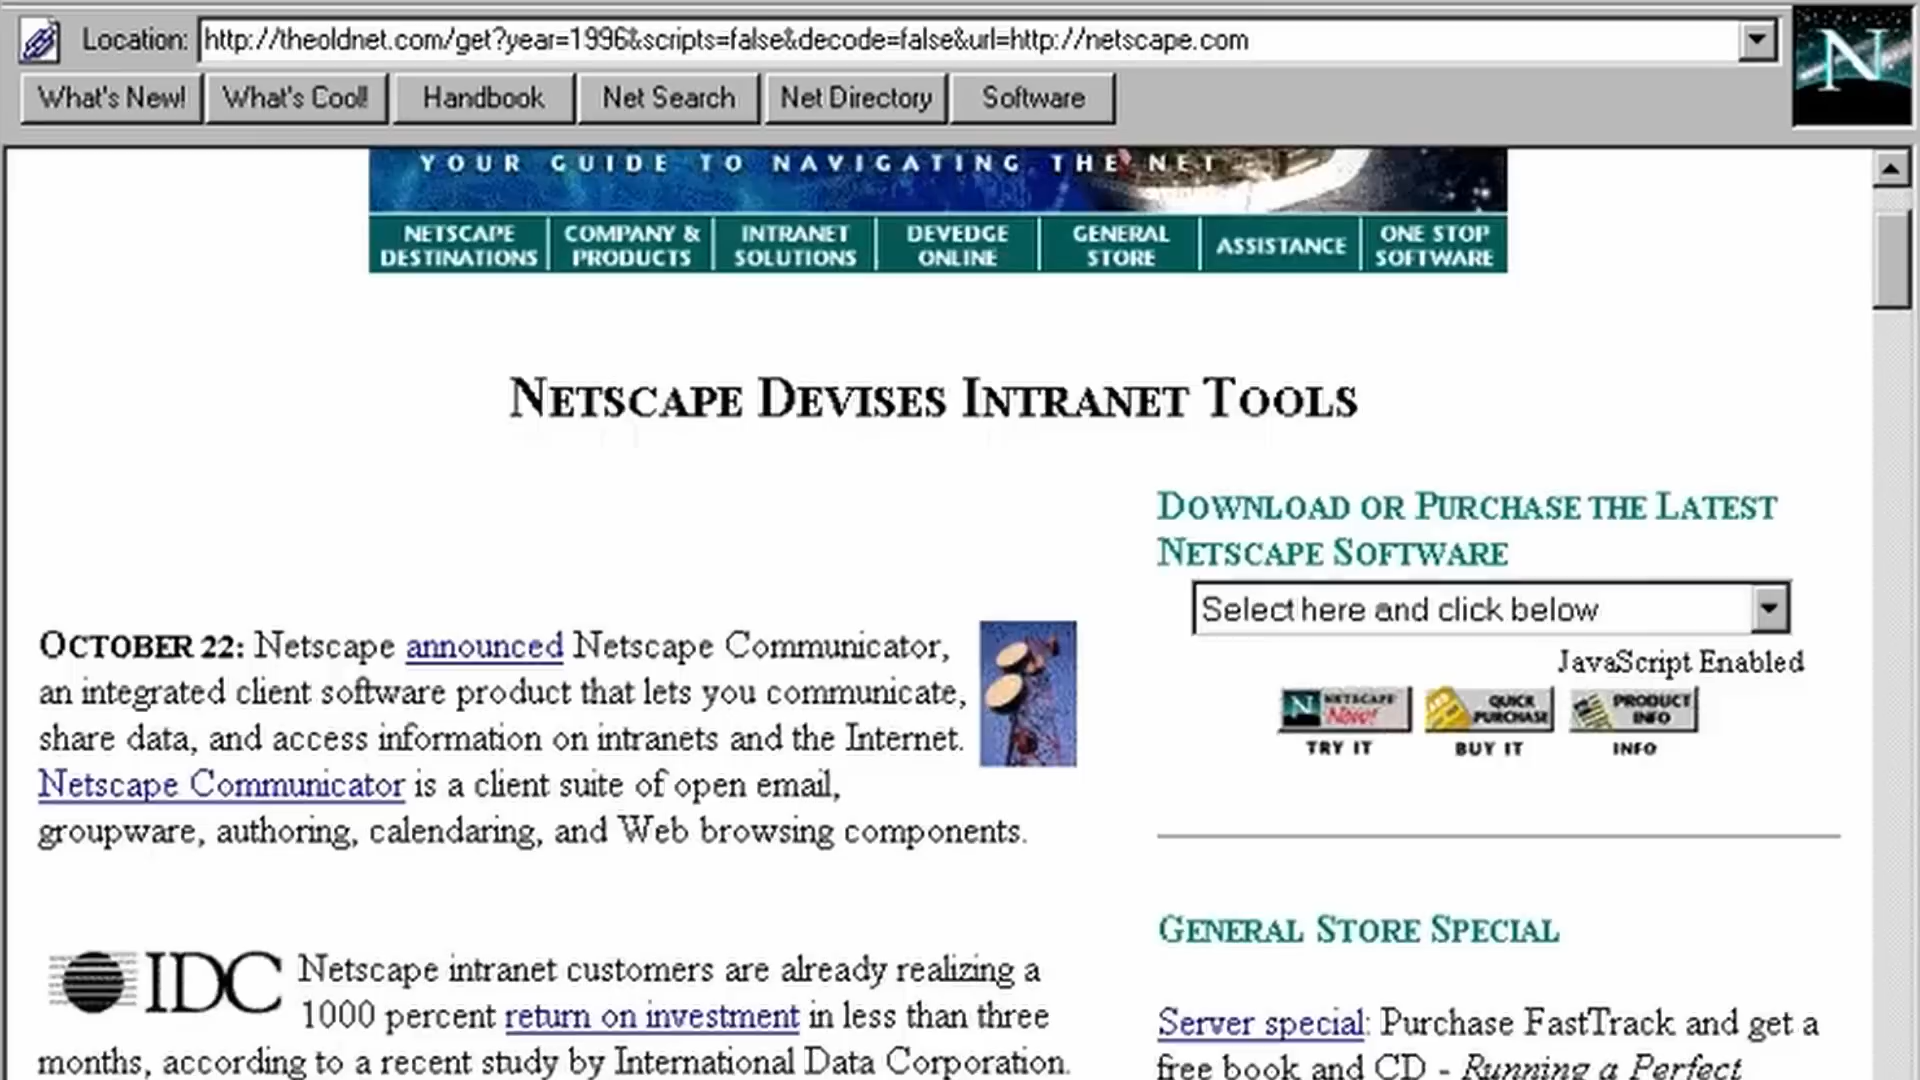 Location: http://theoldnet.com/get?year=1996&scripts=false&decode=false&url=http://netscape.com
N
What's New! What's Cool! Handbook Net Search Net Directory Software
YOUR GUIDE TO NAVIGATING THE NET
NETSCAPE DESTINATIONS
COMPANY & PRODUCTS
INTRANET SOLUTIONS
DEVEDGE ONLINE
GENERAL STORE
ASSISTANCE
ONE STOP SOFTWARE
NETSCAPE DEVISES INTRANET TOOLS
OCTOBER 22: Netscape announced Netscape Communicator,
an integrated client software product that lets you communicate,
share data, and access information on intranets and the Internet.
Netscape Communicator is a client suite of open email,
groupware, authoring, calendaring, and Web browsing components.
IDC
Netscape intranet customers are already realizing a
1000 percent return on investment in less than three
months, according to a recent study by International Data Corporation.
DOWNLOAD OR PURCHASE THE LATEST
NETSCAPE SOFTWARE
Select here and click below
JavaScript Enabled
N NETSCAPE Now!
QUICK PURCHASE
PRODUCT INFO
TRY IT BUY IT INFO
GENERAL STORE SPECIAL
Server special: Purchase FastTrack and get a
free book and CD - Running a Perfect